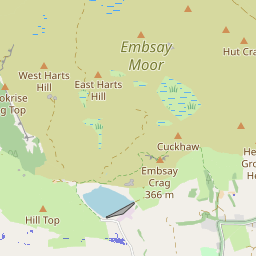 Embsay
Moor
Hut C
West Harts
Hill
East Harts
Hill
okrise
g Top
Cuckhaw
Embsay
Crag
366 m
He
Gro
He
Hill Top